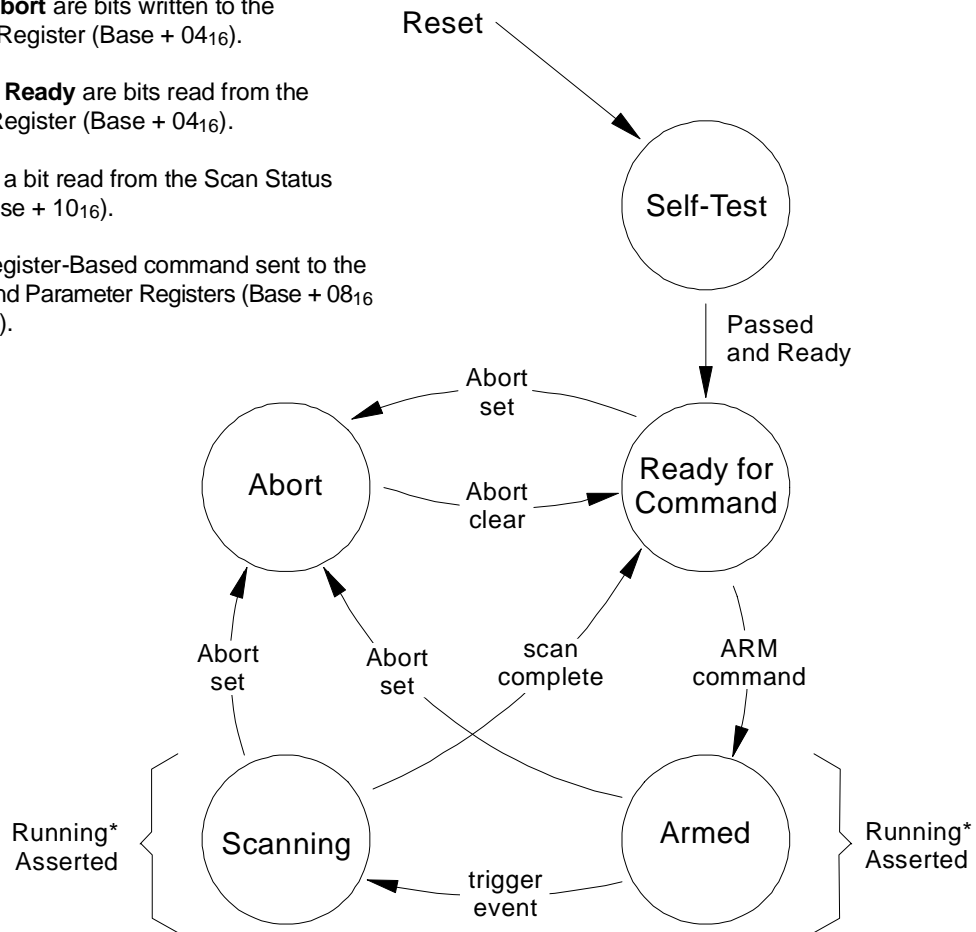 bort are bits written to the
Register (Base + 04₁₆).
Ready are bits read from the
Register (Base + 04₁₆).
a bit read from the Scan Status
se + 10₁₆).
egister-Based command sent to the
nd Parameter Registers (Base + 08₁₆
).
Reset
Self-Test
Passed
and Ready
Abort
set
Abort
Ready for
Command
Abort
clear
Abort
set
Abort
set
scan
complete
ARM
command
Running*
Asserted
Scanning
Armed
Running*
Asserted
trigger
event